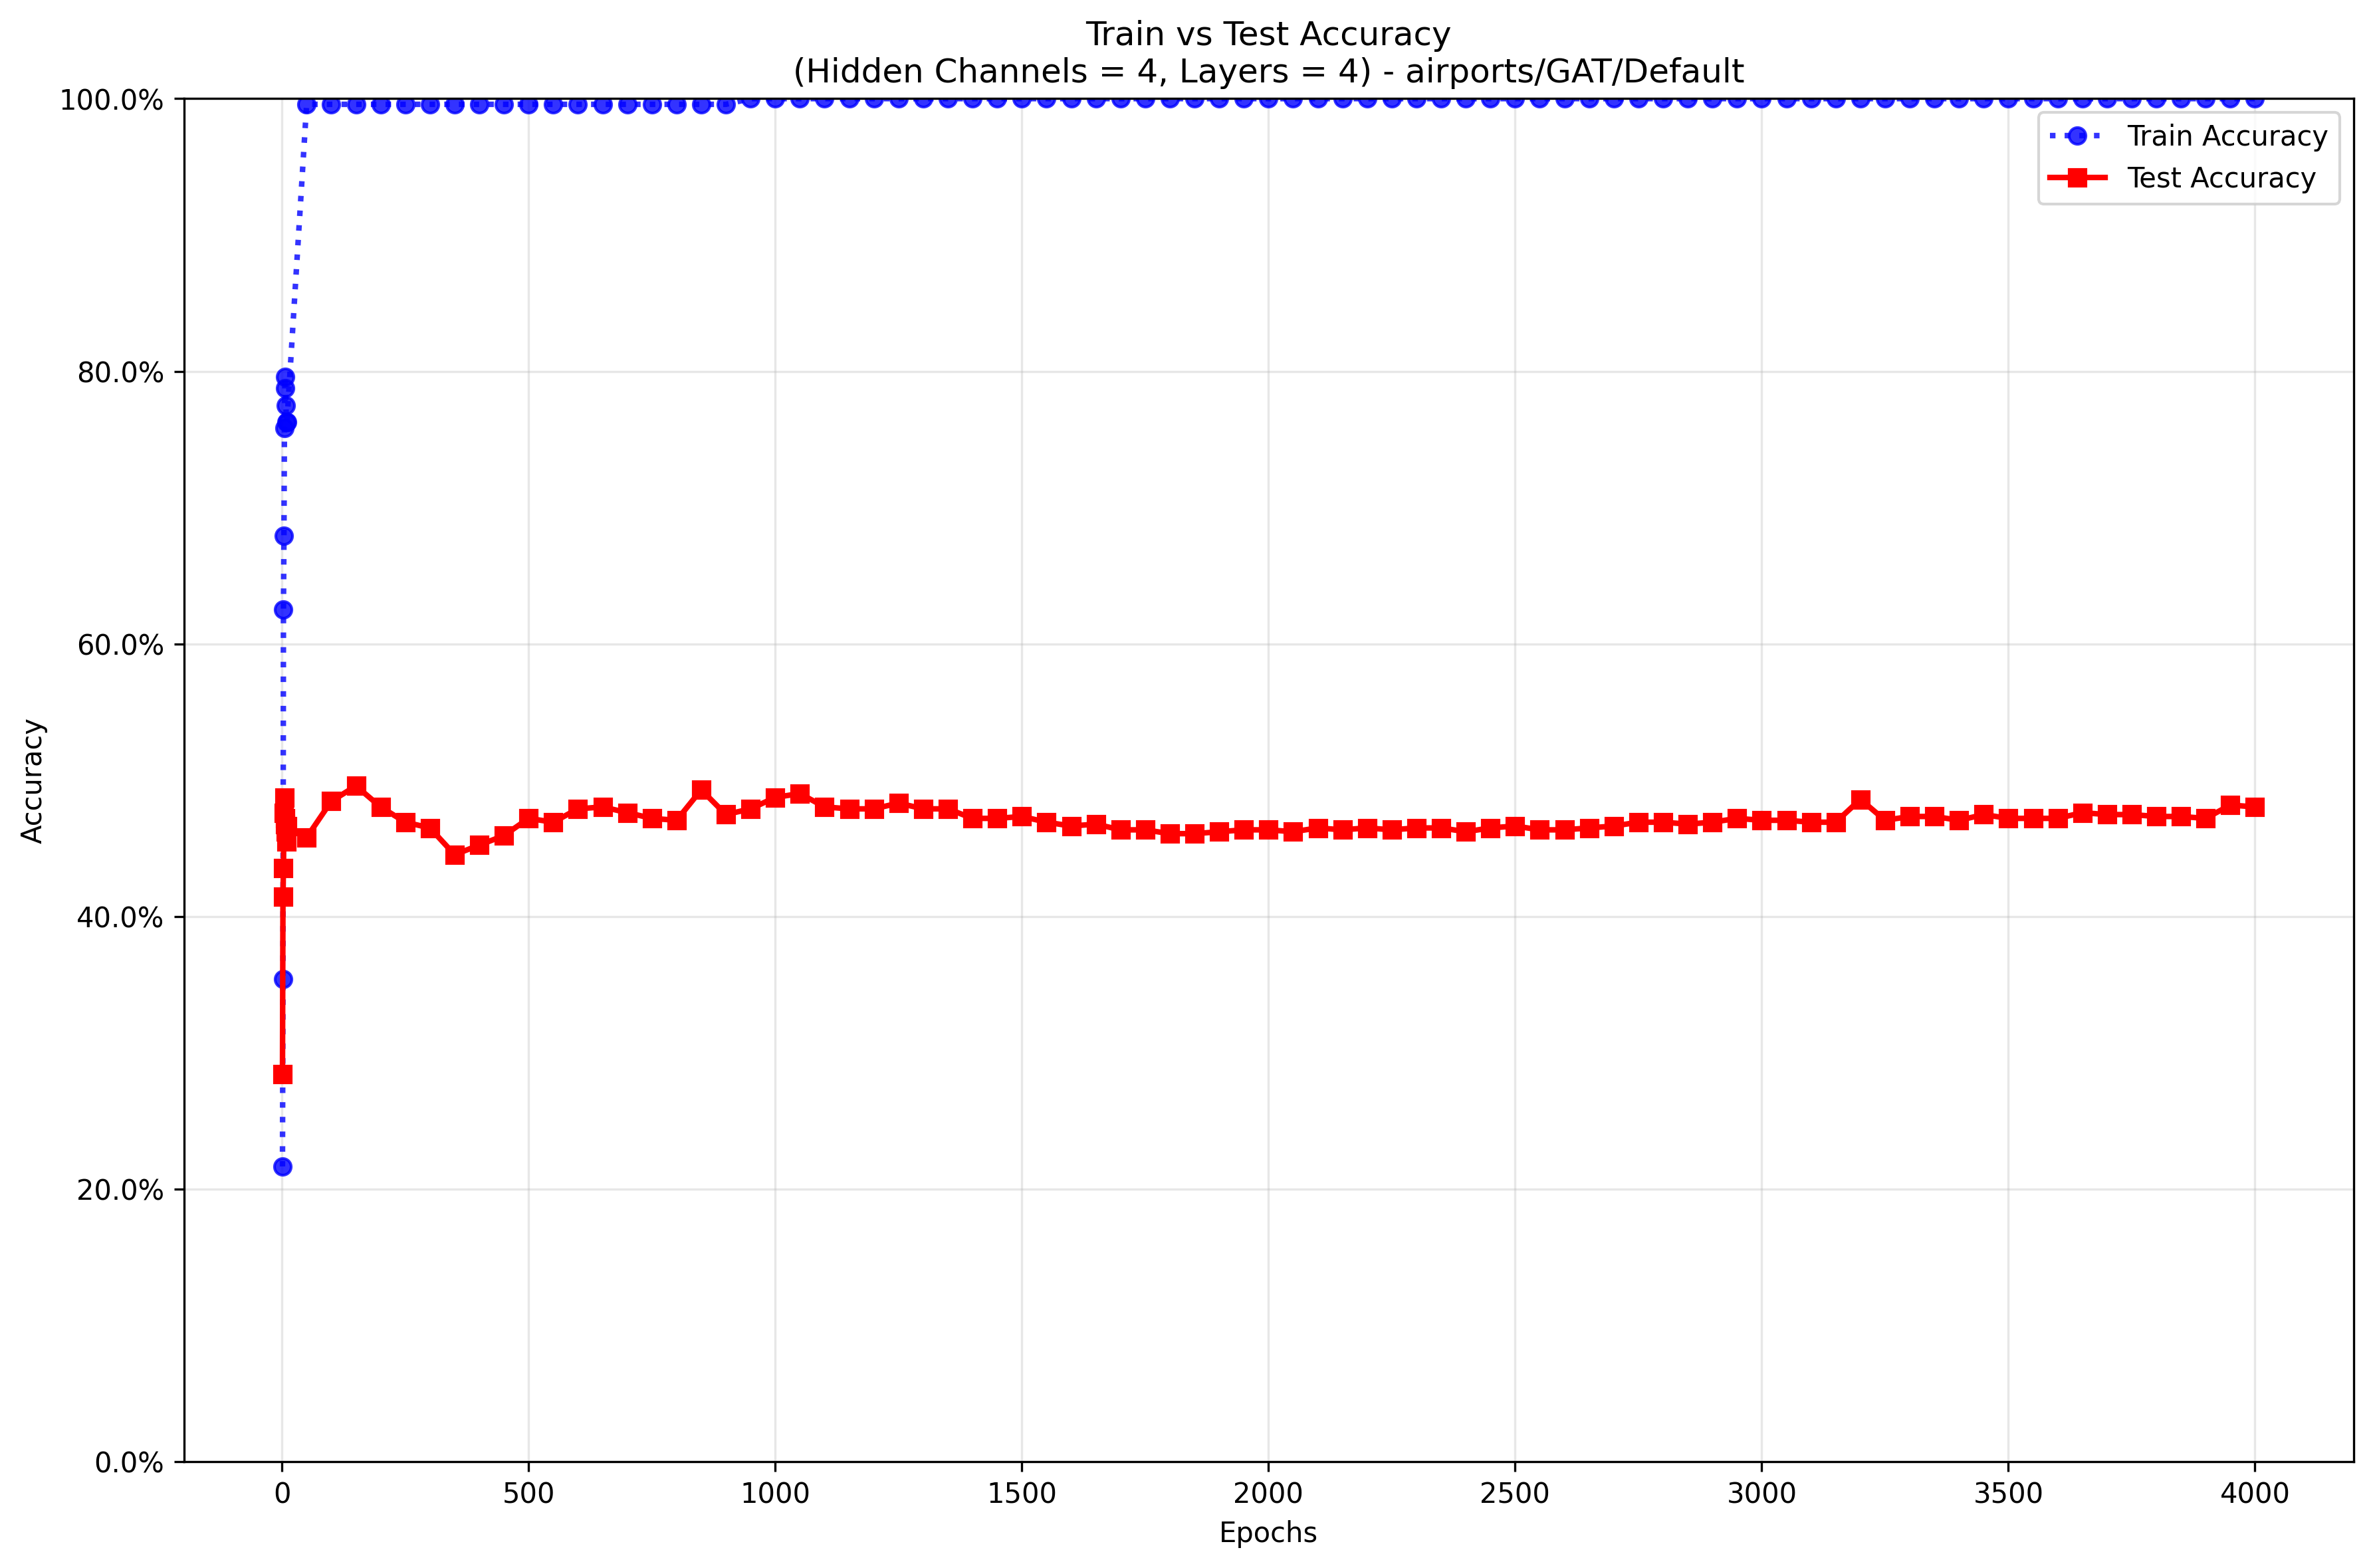 Train vs Test Accuracy
(Hidden Channels = 4, Layers = 4) - airports/GAT/Default
100.0%
80.0%
60.0%
40.0%
20.0%
0.0%
Accuracy
Train Accuracy
Test Accuracy
0
500
1000
1500
2000
2500
3000
3500
4000
Epochs